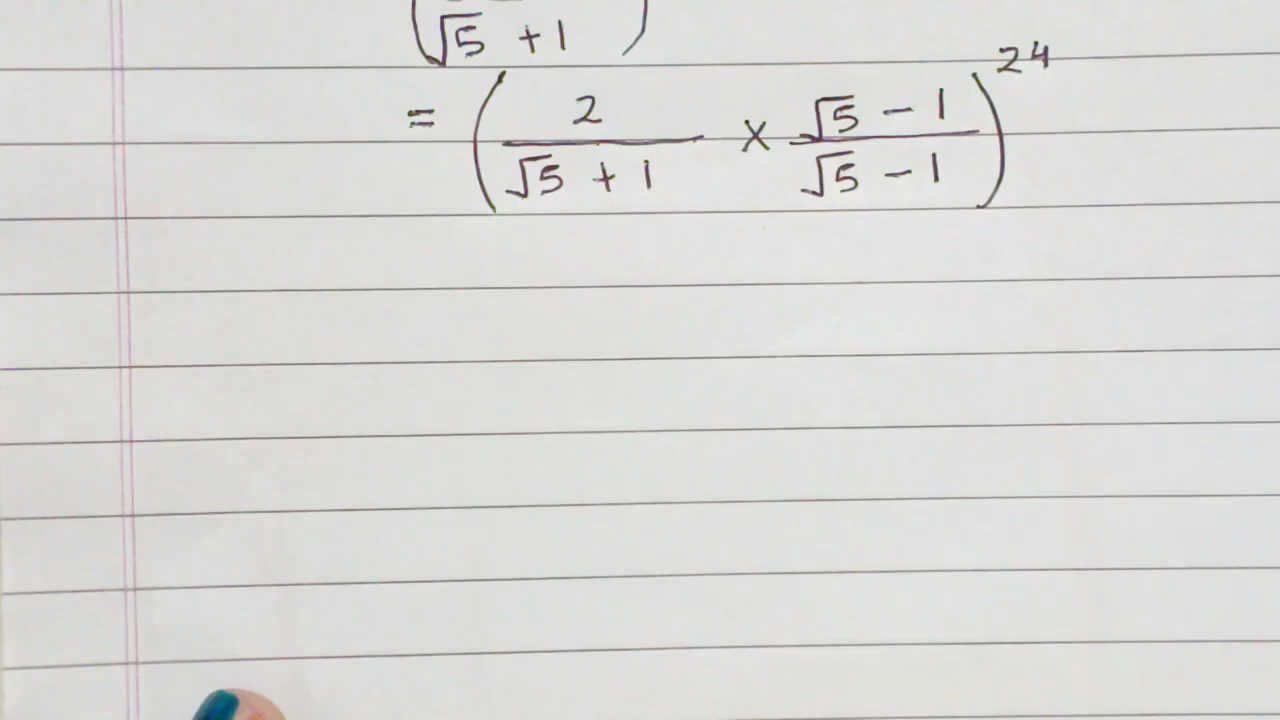 (√5 + 1)
= (2/(√5 + 1) × (√5 - 1)/(√5 - 1))^24